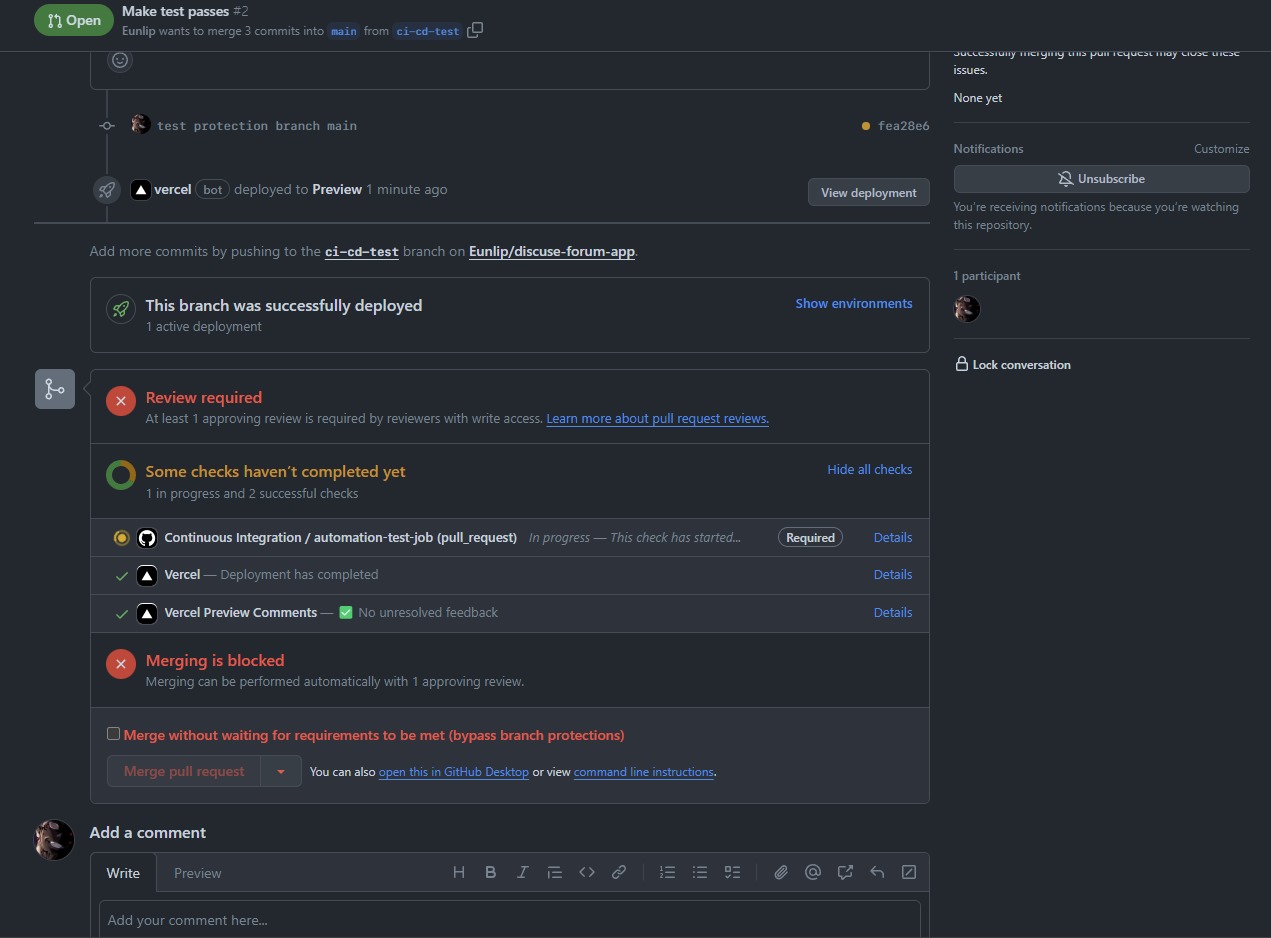 Open
Make test passes #2
Eunlip wants to merge 3 commits into main from ci-cd-test
test protection branch main
fea28e6
vercel bot deployed to Preview 1 minute ago
View deployment
Add more commits by pushing to the ci-cd-test branch on Eunlip/discuse-forum-app.
This branch was successfully deployed
Show environments
1 active deployment
Review required
At least 1 approving review is required by reviewers with write access. Learn more about pull request reviews.
Some checks haven't completed yet
Hide all checks
1 in progress and 2 successful checks
Continuous Integration / automation-test-job (pull_request) In progress — This check has started...
Required
Details
Vercel — Deployment has completed
Details
Vercel Preview Comments — ✅ No unresolved feedback
Details
Merging is blocked
Merging can be performed automatically with 1 approving review.
Merge without waiting for requirements to be met (bypass branch protections)
Merge pull request
You can also open this in GitHub Desktop or view command line instructions.
Add a comment
Write
Preview
Add your comment here...
Successfully merging this pull request may close these
issues.
None yet
Notifications
Customize
Unsubscribe
You're receiving notifications because you're watching
this repository.
1 participant
Lock conversation